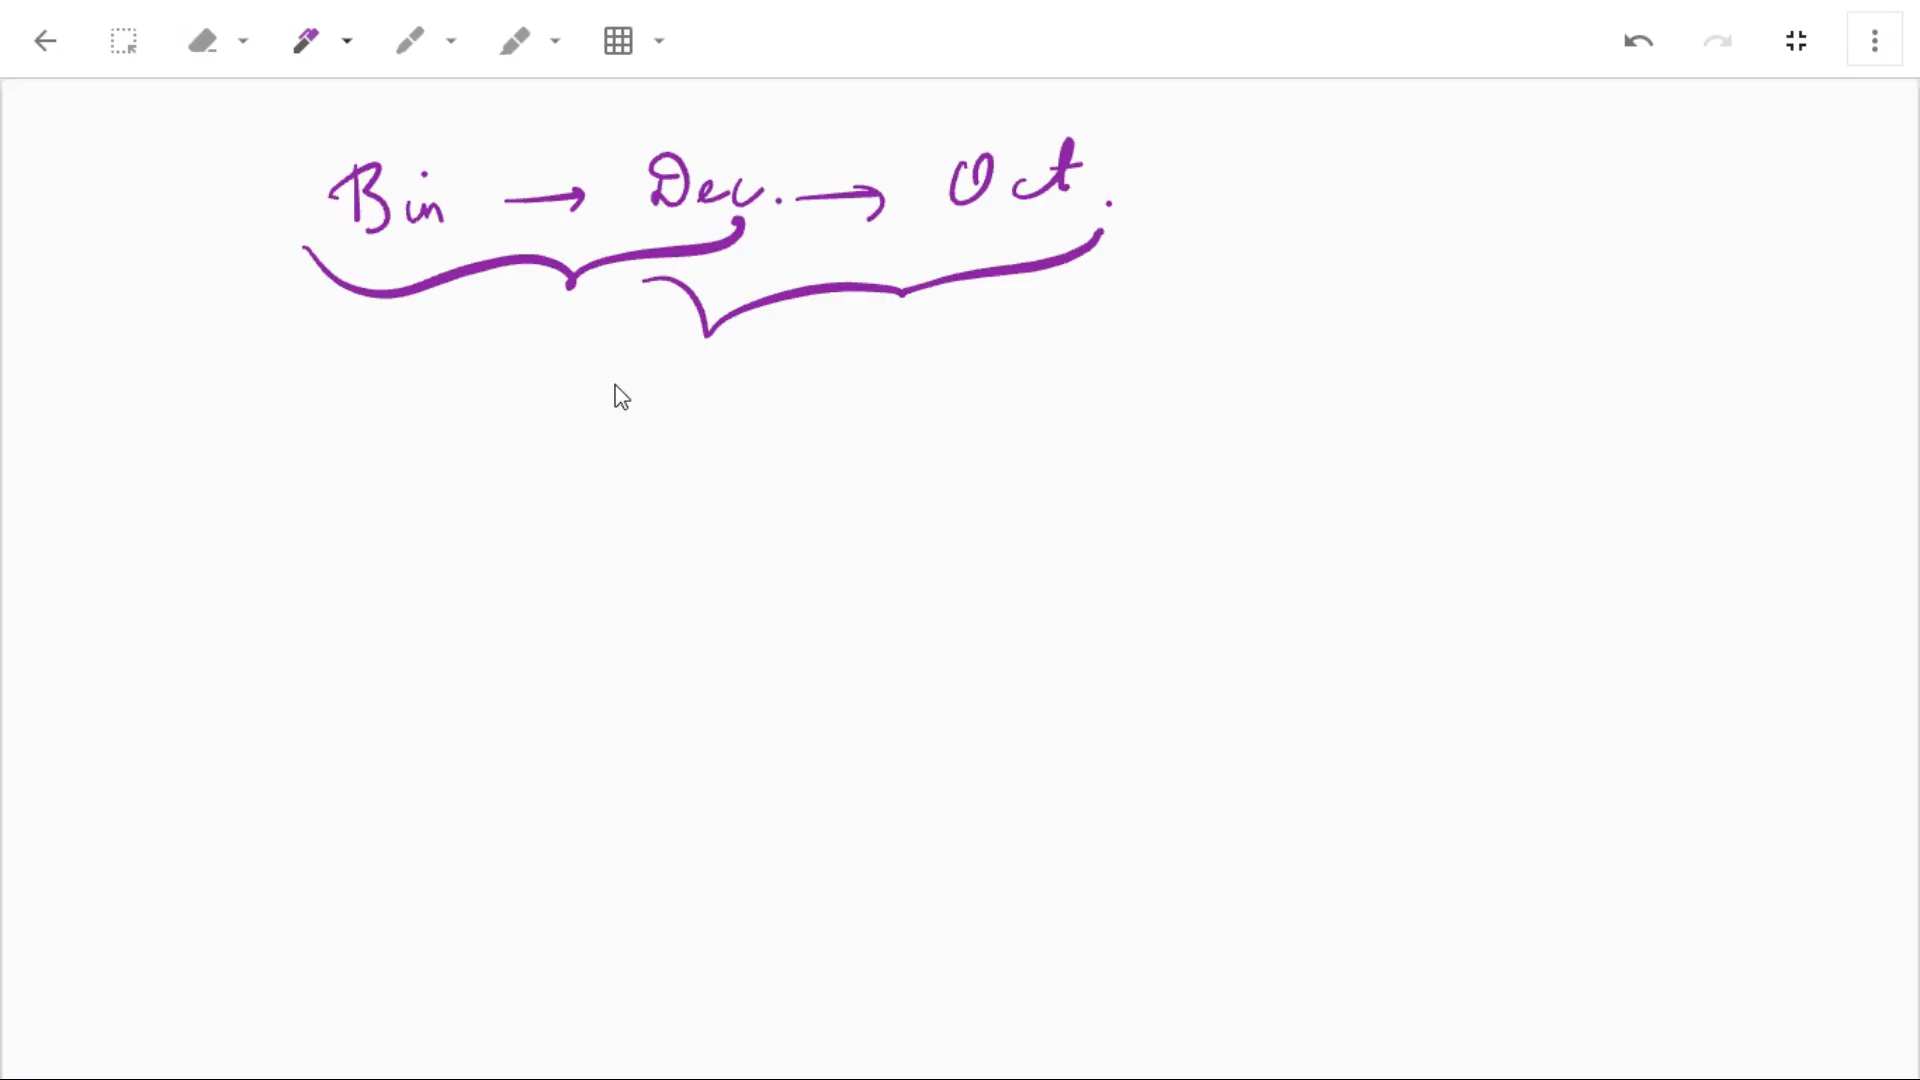 Bin → Dec. → Oct.